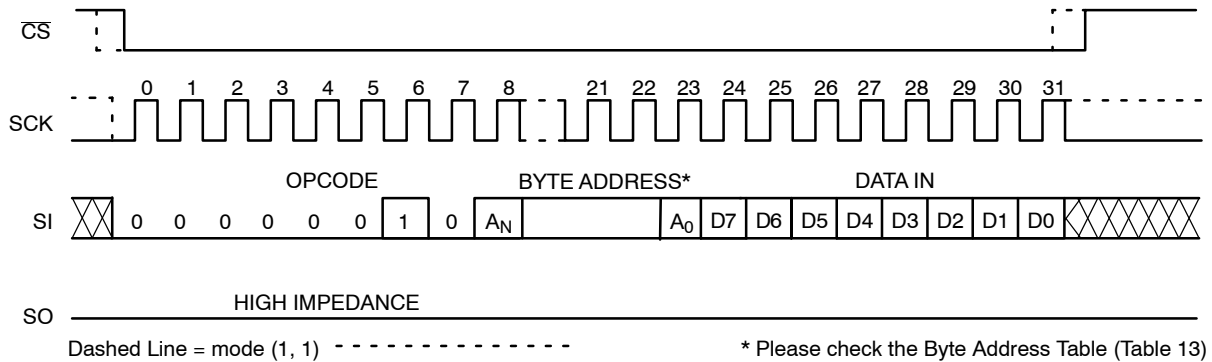 CS
0 1 2 3 4 5 6 7 8 21 22 23 24 25 26 27 28 29 30 31
SCK
OPCODE BYTE ADDRESS* DATA IN
SI 0 0 0 0 0 0 1 0 AN A0 D7 D6 D5 D4 D3 D2 D1 D0
HIGH IMPEDANCE
SO
Dashed Line = mode (1, 1) * Please check the Byte Address Table (Table 13)